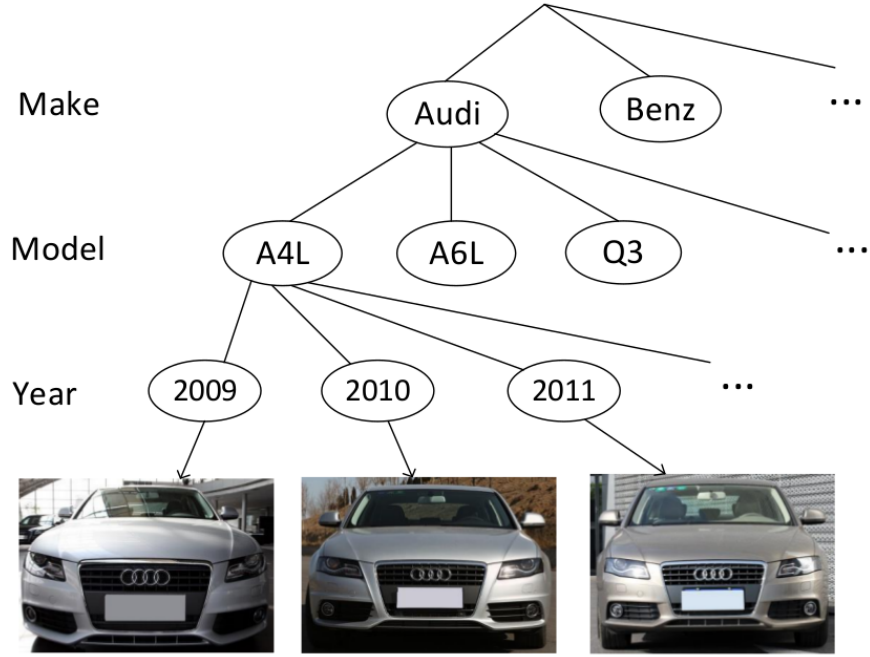 Make
Audi
Benz
...
Model
A4L
A6L
Q3
...
Year
2009
2010
2011
...